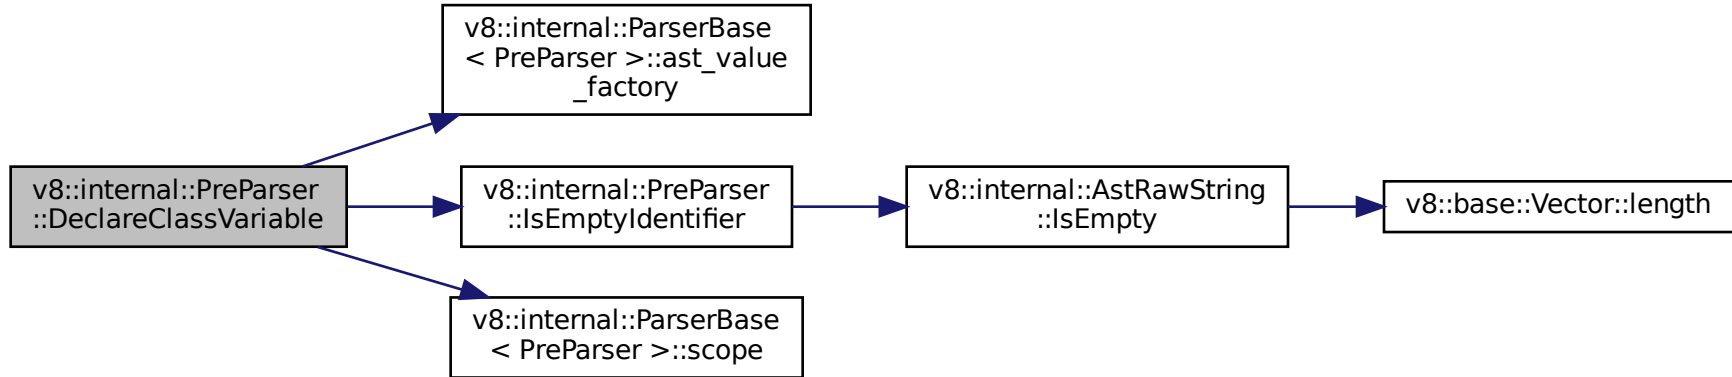 v8::internal::ParserBase
< PreParser >::ast_value
_factory
v8::internal::PreParser
::DeclareClassVariable
v8::internal::PreParser
::IsEmptyIdentifier
v8::internal::AstRawString
::IsEmpty
v8::base::Vector::length
v8::internal::ParserBase
< PreParser >::scope